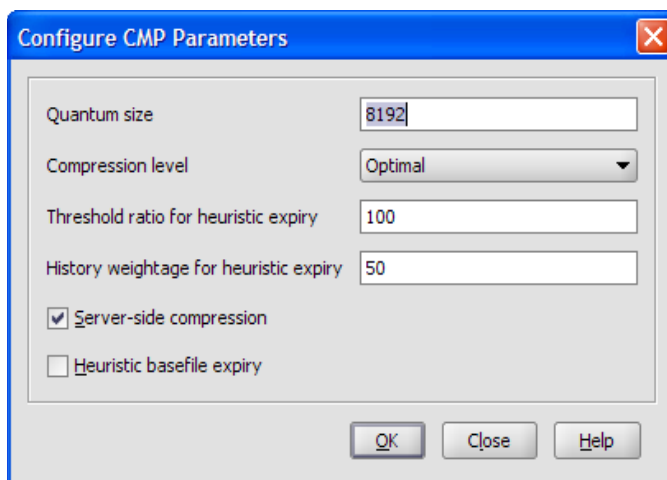 Configure CMP Parameters
Quantum size 8192
Compression level Optimal
Threshold ratio for heuristic expiry 100
History weightage for heuristic expiry 50
Server-side compression
Heuristic basefile expiry
OK Close Help